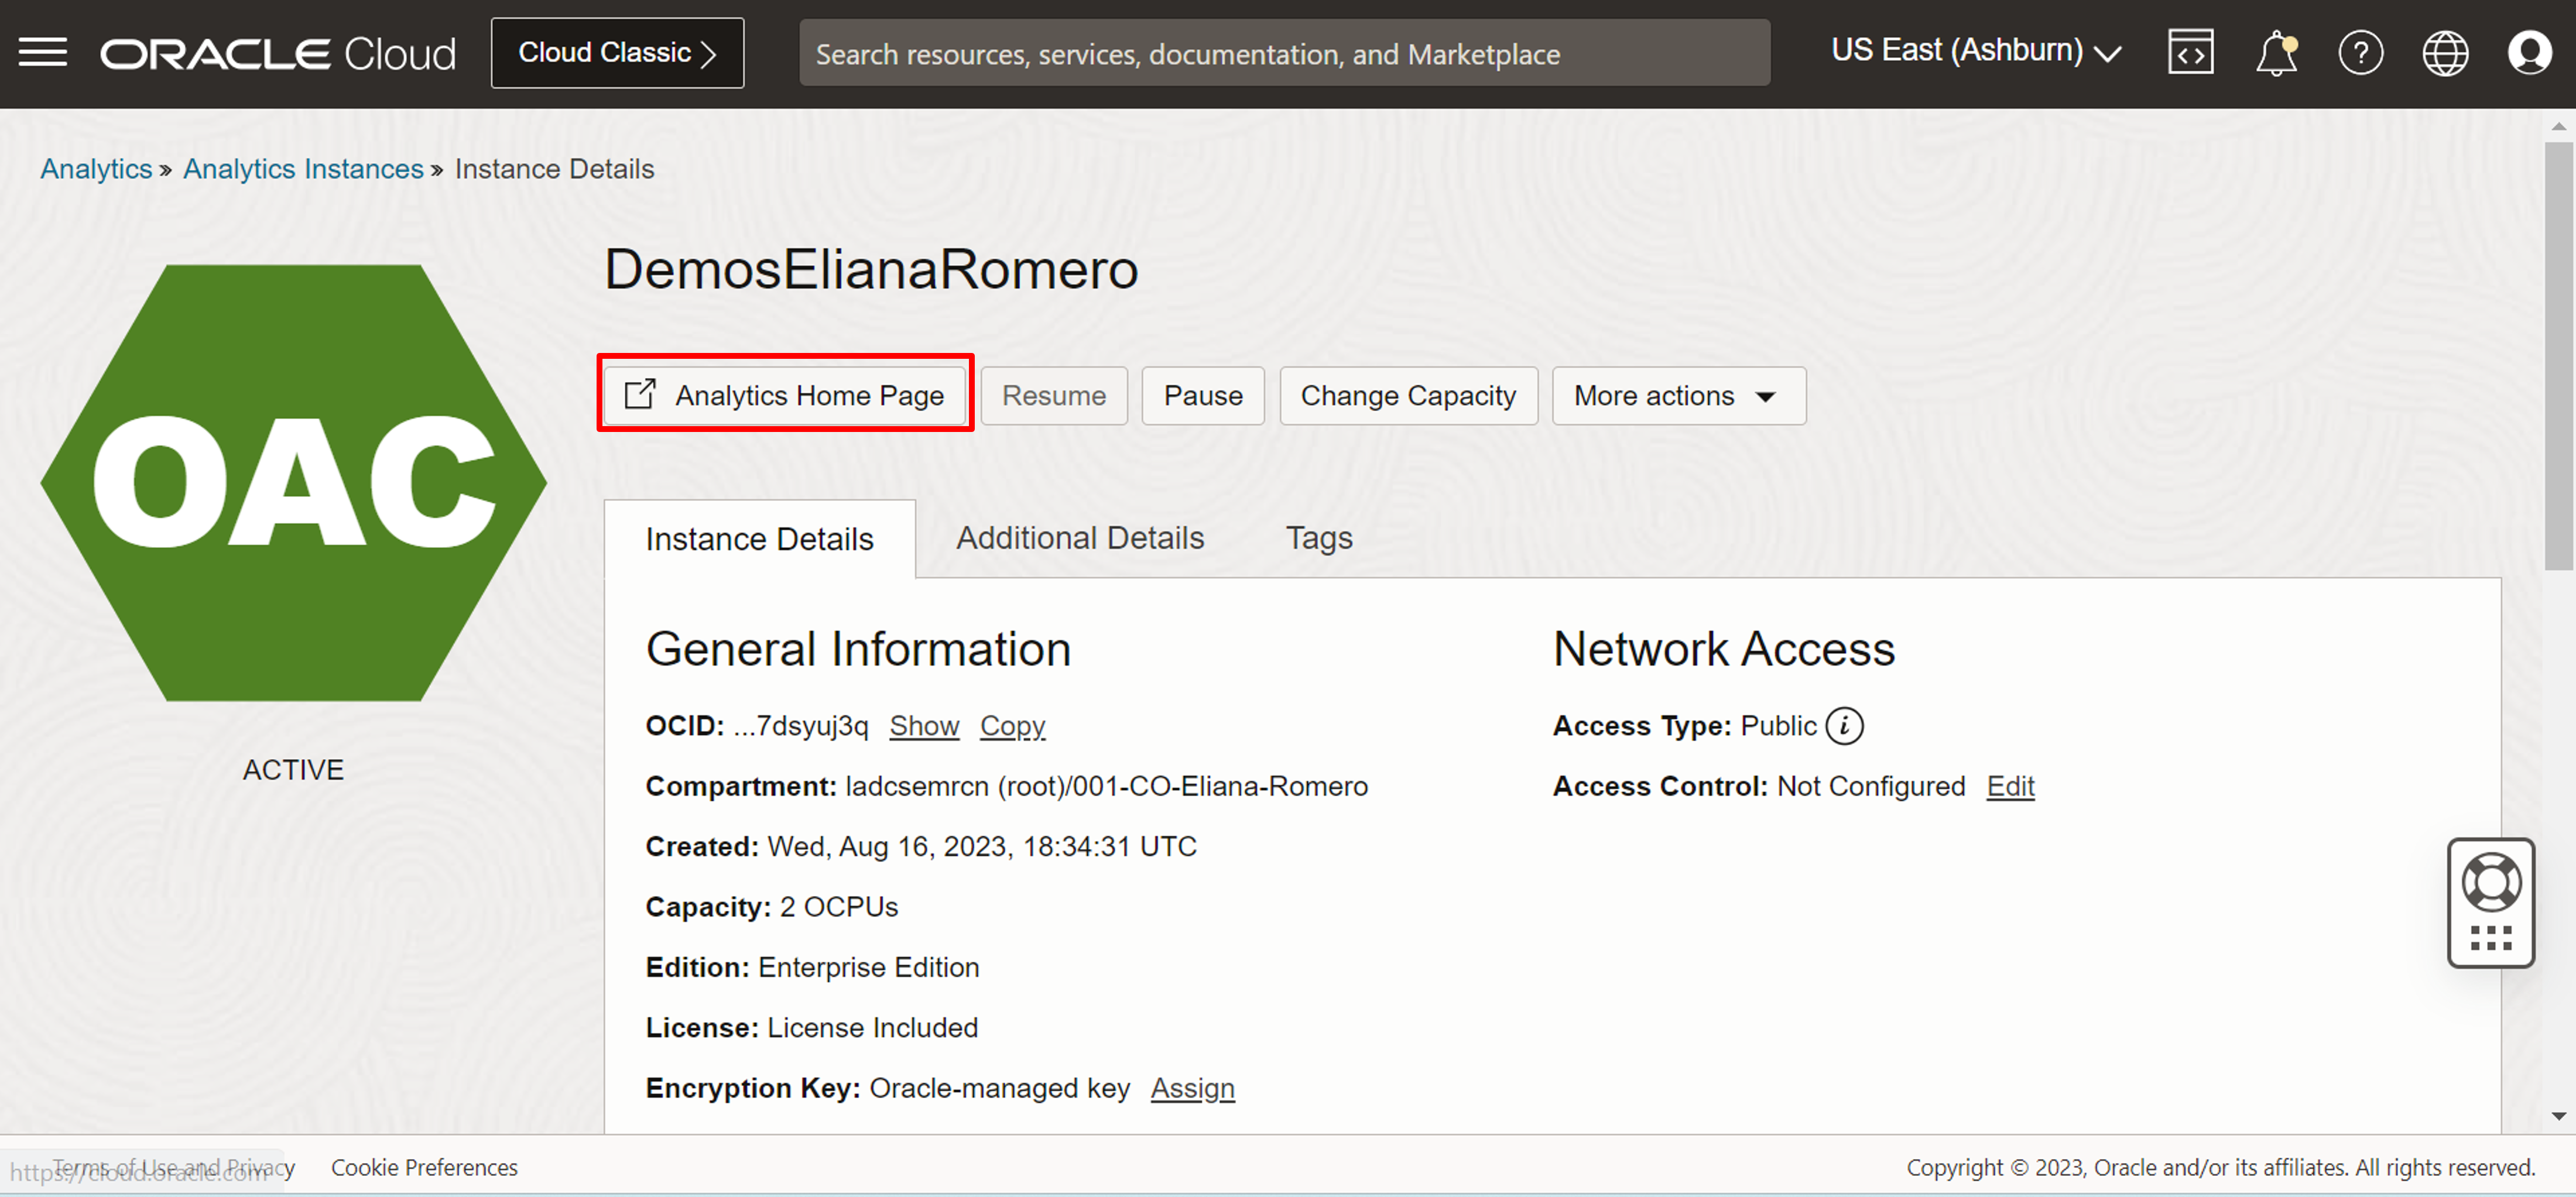 ORACLE Cloud
Cloud Classic
Search resources, services, documentation, and Marketplace
US East (Ashburn)
Analytics » Analytics Instances » Instance Details
DemosElianaRomero
OAC
ACTIVE
Analytics Home Page
Resume
Pause
Change Capacity
More actions
Instance Details
Additional Details
Tags
General Information
OCID: ...7dsyuj3q Show Copy
Compartment: ladcsemrcn (root)/001-CO-Eliana-Romero
Created: Wed, Aug 16, 2023, 18:34:31 UTC
Capacity: 2 OCPUs
Edition: Enterprise Edition
License: License Included
Encryption Key: Oracle-managed key Assign
Network Access
Access Type: Public i
Access Control: Not Configured Edit
Terms of Use and Privacy
https://cloud.oracle.com
Cookie Preferences
Copyright © 2023, Oracle and/or its affiliates. All rights reserved.